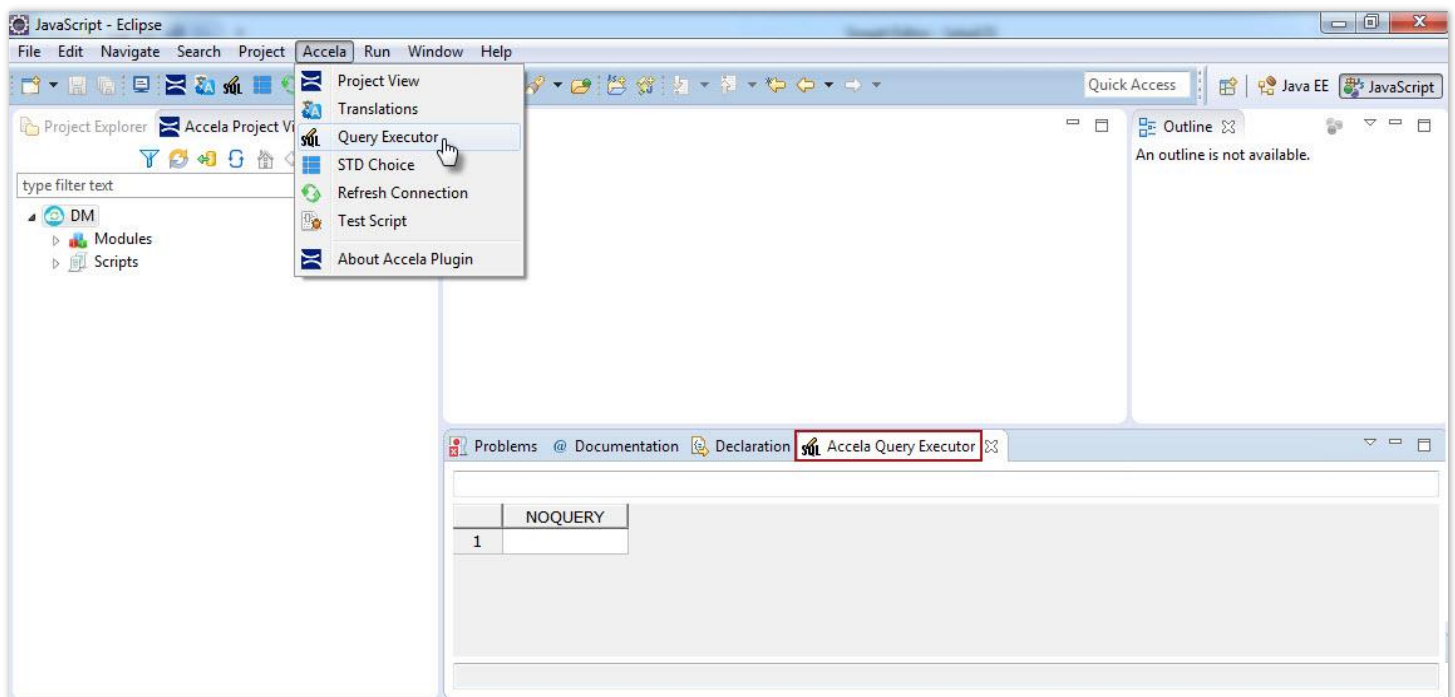 JavaScript - Eclipse
File Edit Navigate Search Project Accela Run Window Help
Quick Access Java EE JavaScript
Project View
Translations
SQL Query Executor
STD Choice
Refresh Connection
Test Script
About Accela Plugin
Project Explorer Accela Project Vi
type filter text
DM
Modules
Scripts
Outline
An outline is not available.
Problems @ Documentation Declaration SQL Accela Query Executor
NOQUERY
1